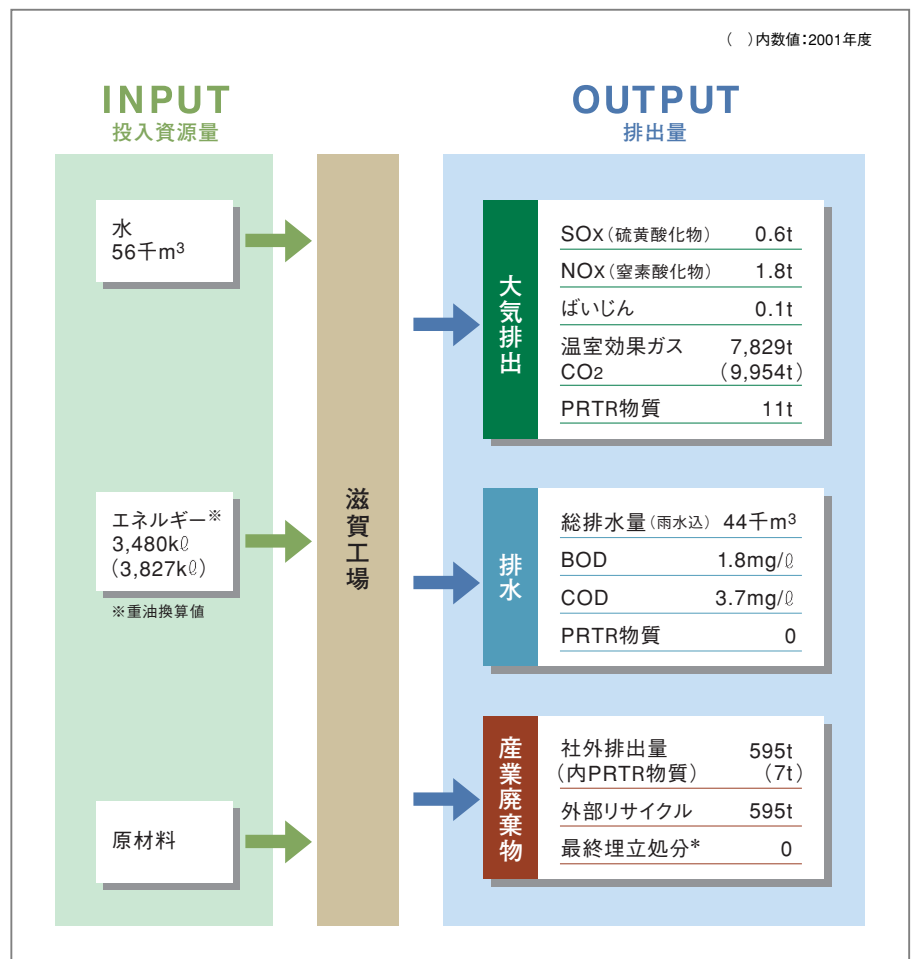 ( )内数値:2001年度
INPUT
投入資源量
水
56千m³
エネルギー※
3,480kℓ
(3,827kℓ)
※重油換算値
原材料
滋賀工場
OUTPUT
排出量
大気排出
SOX(硫黄酸化物) 0.6t
NOX(窒素酸化物) 1.8t
ばいじん 0.1t
温室効果ガス 7,829t
CO2 (9,954t)
PRTR物質 11t
排水
総排水量(雨水込) 44千m³
BOD 1.8mg/ℓ
COD 3.7mg/ℓ
PRTR物質 0
産業廃棄物
社外排出量 595t
(内PRTR物質) (7t)
外部リサイクル 595t
最終埋立処分* 0